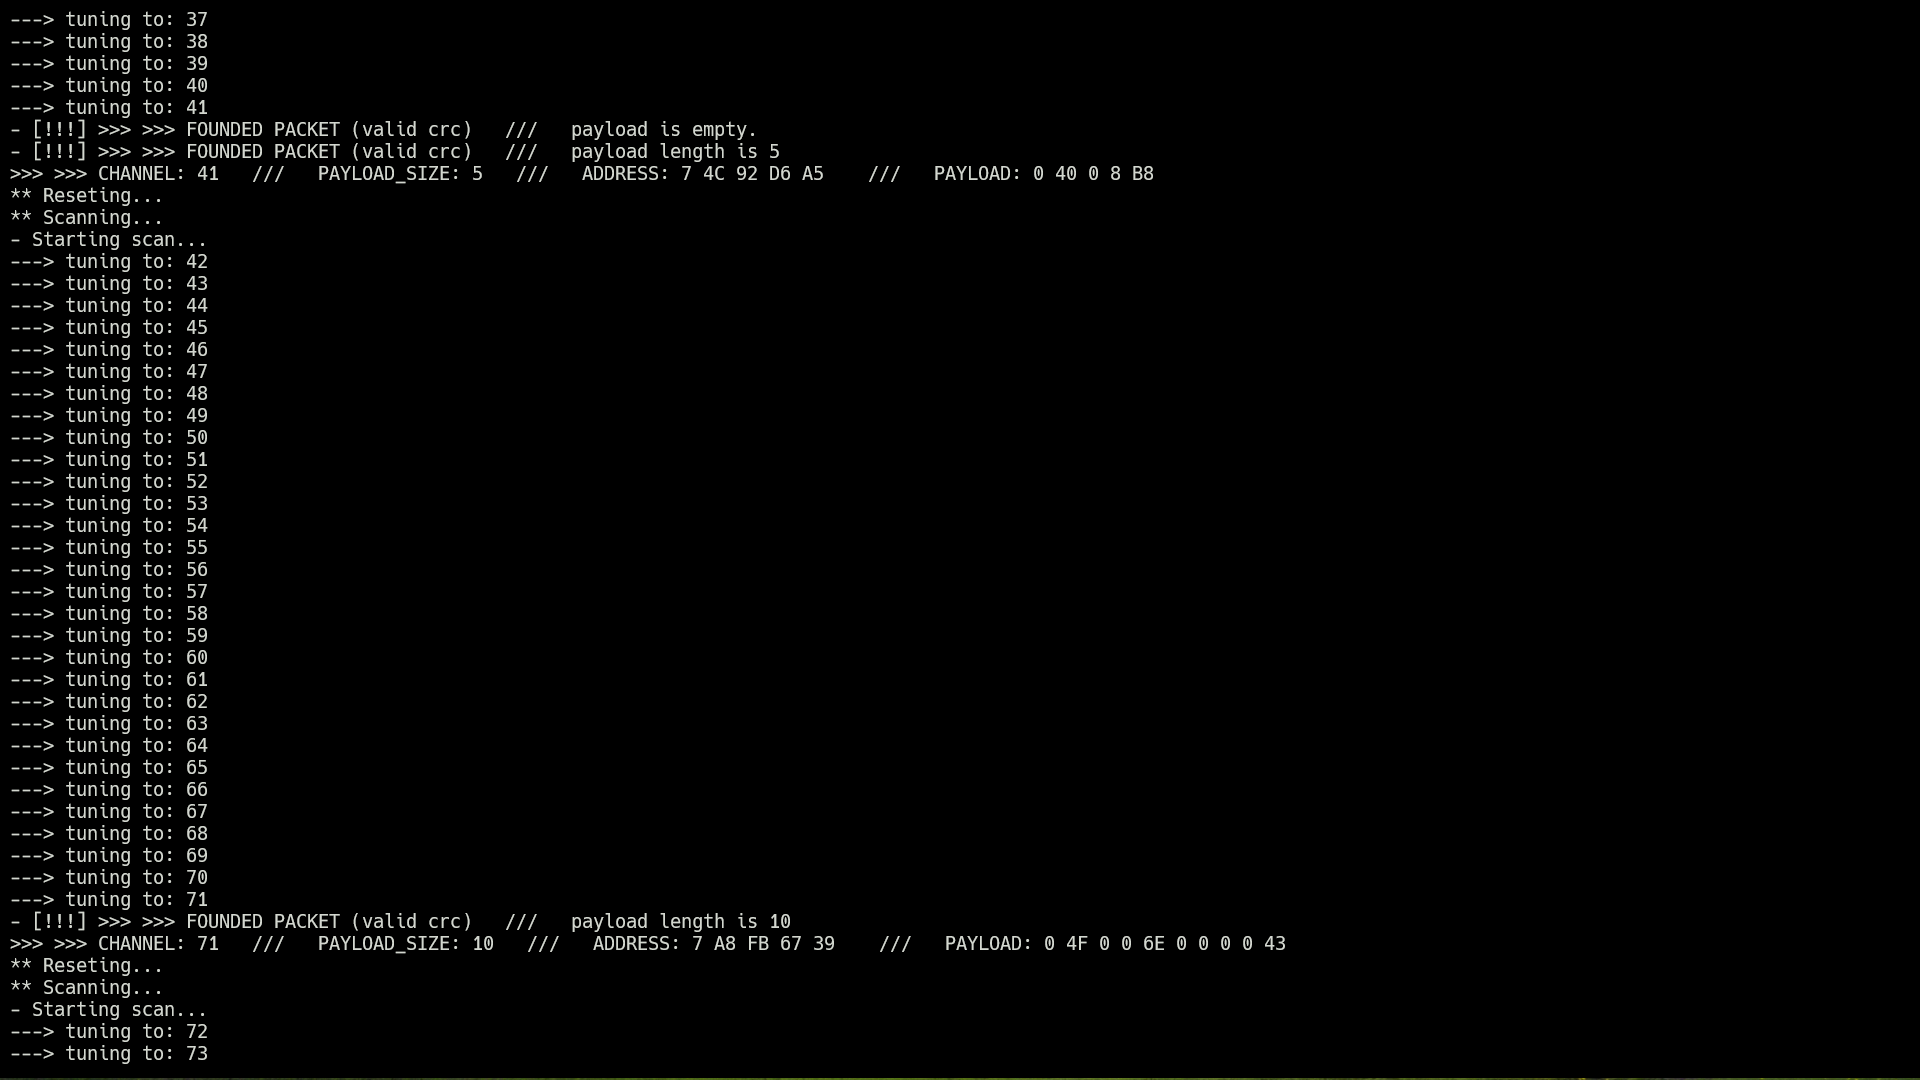 ---> tuning to: 37
---> tuning to: 38
---> tuning to: 39
---> tuning to: 40
---> tuning to: 41
- [!!!] >>> >>> FOUNDED PACKET (valid crc)   ///   payload is empty.
- [!!!] >>> >>> FOUNDED PACKET (valid crc)   ///   payload length is 5
>>> >>> CHANNEL: 41   ///   PAYLOAD_SIZE: 5   ///   ADDRESS: 7 4C 92 D6 A5    ///   PAYLOAD: 0 40 0 8 B8
** Reseting...
** Scanning...
- Starting scan...
---> tuning to: 42
---> tuning to: 43
---> tuning to: 44
---> tuning to: 45
---> tuning to: 46
---> tuning to: 47
---> tuning to: 48
---> tuning to: 49
---> tuning to: 50
---> tuning to: 51
---> tuning to: 52
---> tuning to: 53
---> tuning to: 54
---> tuning to: 55
---> tuning to: 56
---> tuning to: 57
---> tuning to: 58
---> tuning to: 59
---> tuning to: 60
---> tuning to: 61
---> tuning to: 62
---> tuning to: 63
---> tuning to: 64
---> tuning to: 65
---> tuning to: 66
---> tuning to: 67
---> tuning to: 68
---> tuning to: 69
---> tuning to: 70
---> tuning to: 71
- [!!!] >>> >>> FOUNDED PACKET (valid crc)   ///   payload length is 10
>>> >>> CHANNEL: 71   ///   PAYLOAD_SIZE: 10   ///   ADDRESS: 7 A8 FB 67 39    ///   PAYLOAD: 0 4F 0 0 6E 0 0 0 0 43
** Reseting...
** Scanning...
- Starting scan...
---> tuning to: 72
---> tuning to: 73